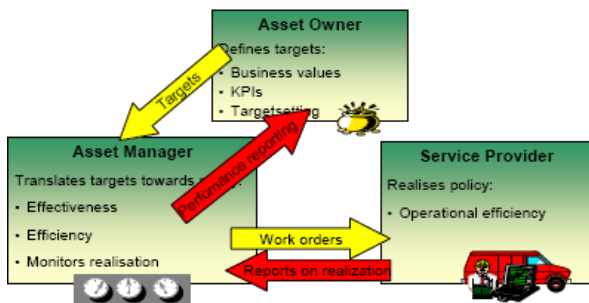 Asset Owner
Defines targets:
• Business values
• KPIs
• Targetsetting
Targets
Perfomance reporting
Asset Manager
Translates targets towards
• Effectiveness
• Efficiency
• Monitors realisation
Service Provider
Realises policy:
• Operational efficiency
Work orders
Reports on realization